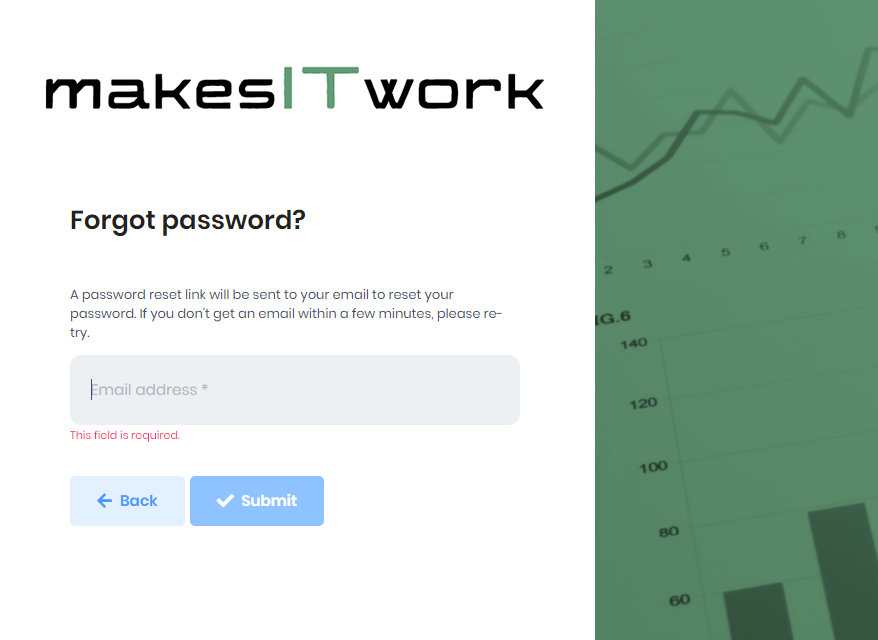 makesITwork
Forgot password?
A password reset link will be sent to your email to reset your
password. If you don't get an email within a few minutes, please re-
try.
Email address *
This field is required.
Back
Submit
2 3 4 5 6 7 8
IG.6
140
120
100
80
60